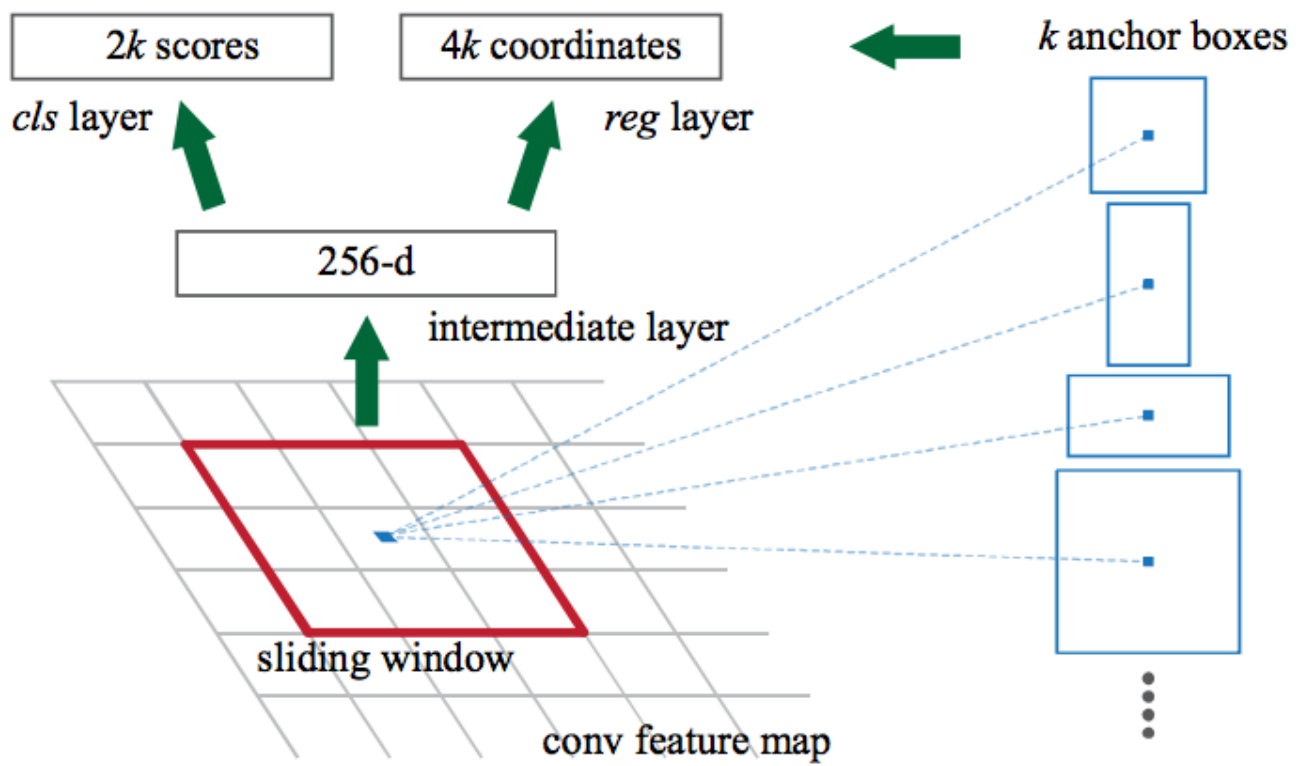 2k scores
4k coordinates
k anchor boxes
cls layer
reg layer
256-d
intermediate layer
sliding window
conv feature map